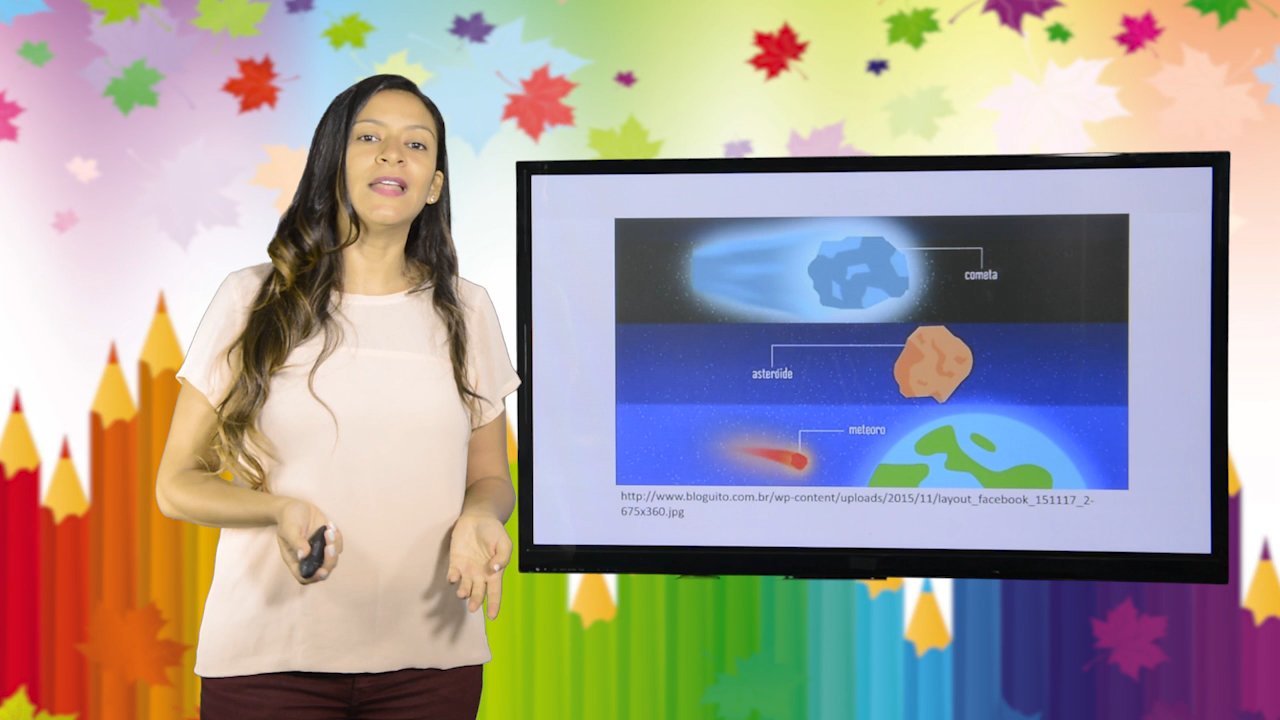 cometa
asteróide
meteoro
http://www.bloguito.com.br/wp-content/uploads/2015/11/layout_facebook_151117_2-
675x360.jpg